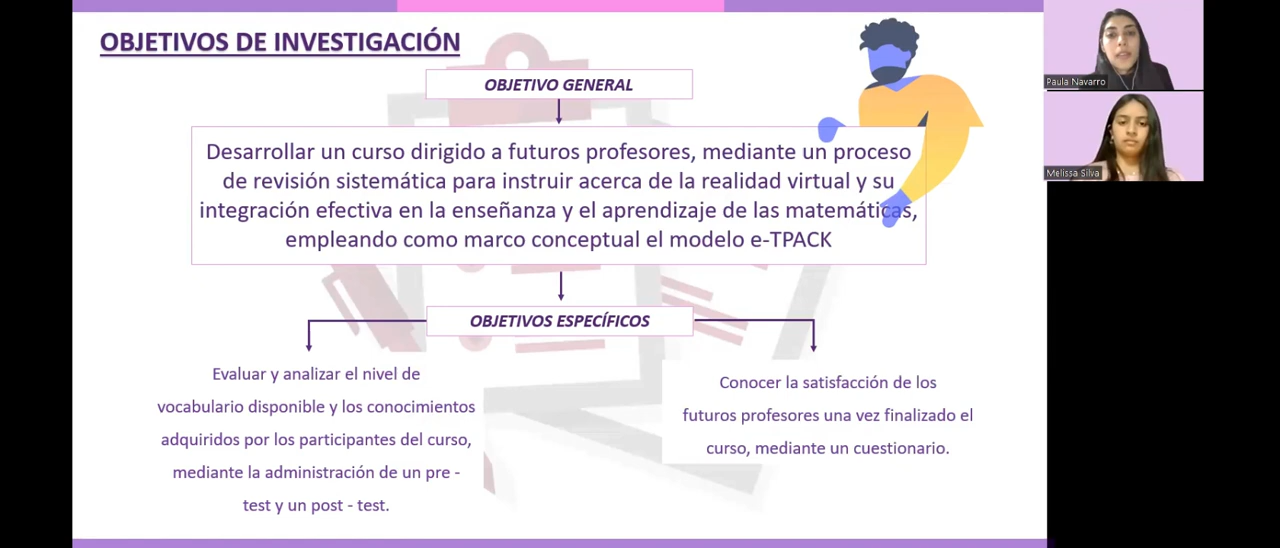 OBJETIVOS DE INVESTIGACIÓN
OBJETIVO GENERAL
Desarrollar un curso dirigido a futuros profesores, mediante un proceso
de revisión sistemática para instruir acerca de la realidad virtual y su
integración efectiva en la enseñanza y el aprendizaje de las matemáticas,
empleando como marco conceptual el modelo e-TPACK
OBJETIVOS ESPECÍFICOS
Evaluar y analizar el nivel de
vocabulario disponible y los conocimientos
adquiridos por los participantes del curso,
mediante la administración de un pre -
test y un post - test.
Conocer la satisfacción de los
futuros profesores una vez finalizado el
curso, mediante un cuestionario.
Paula Navarro
Melissa Silva